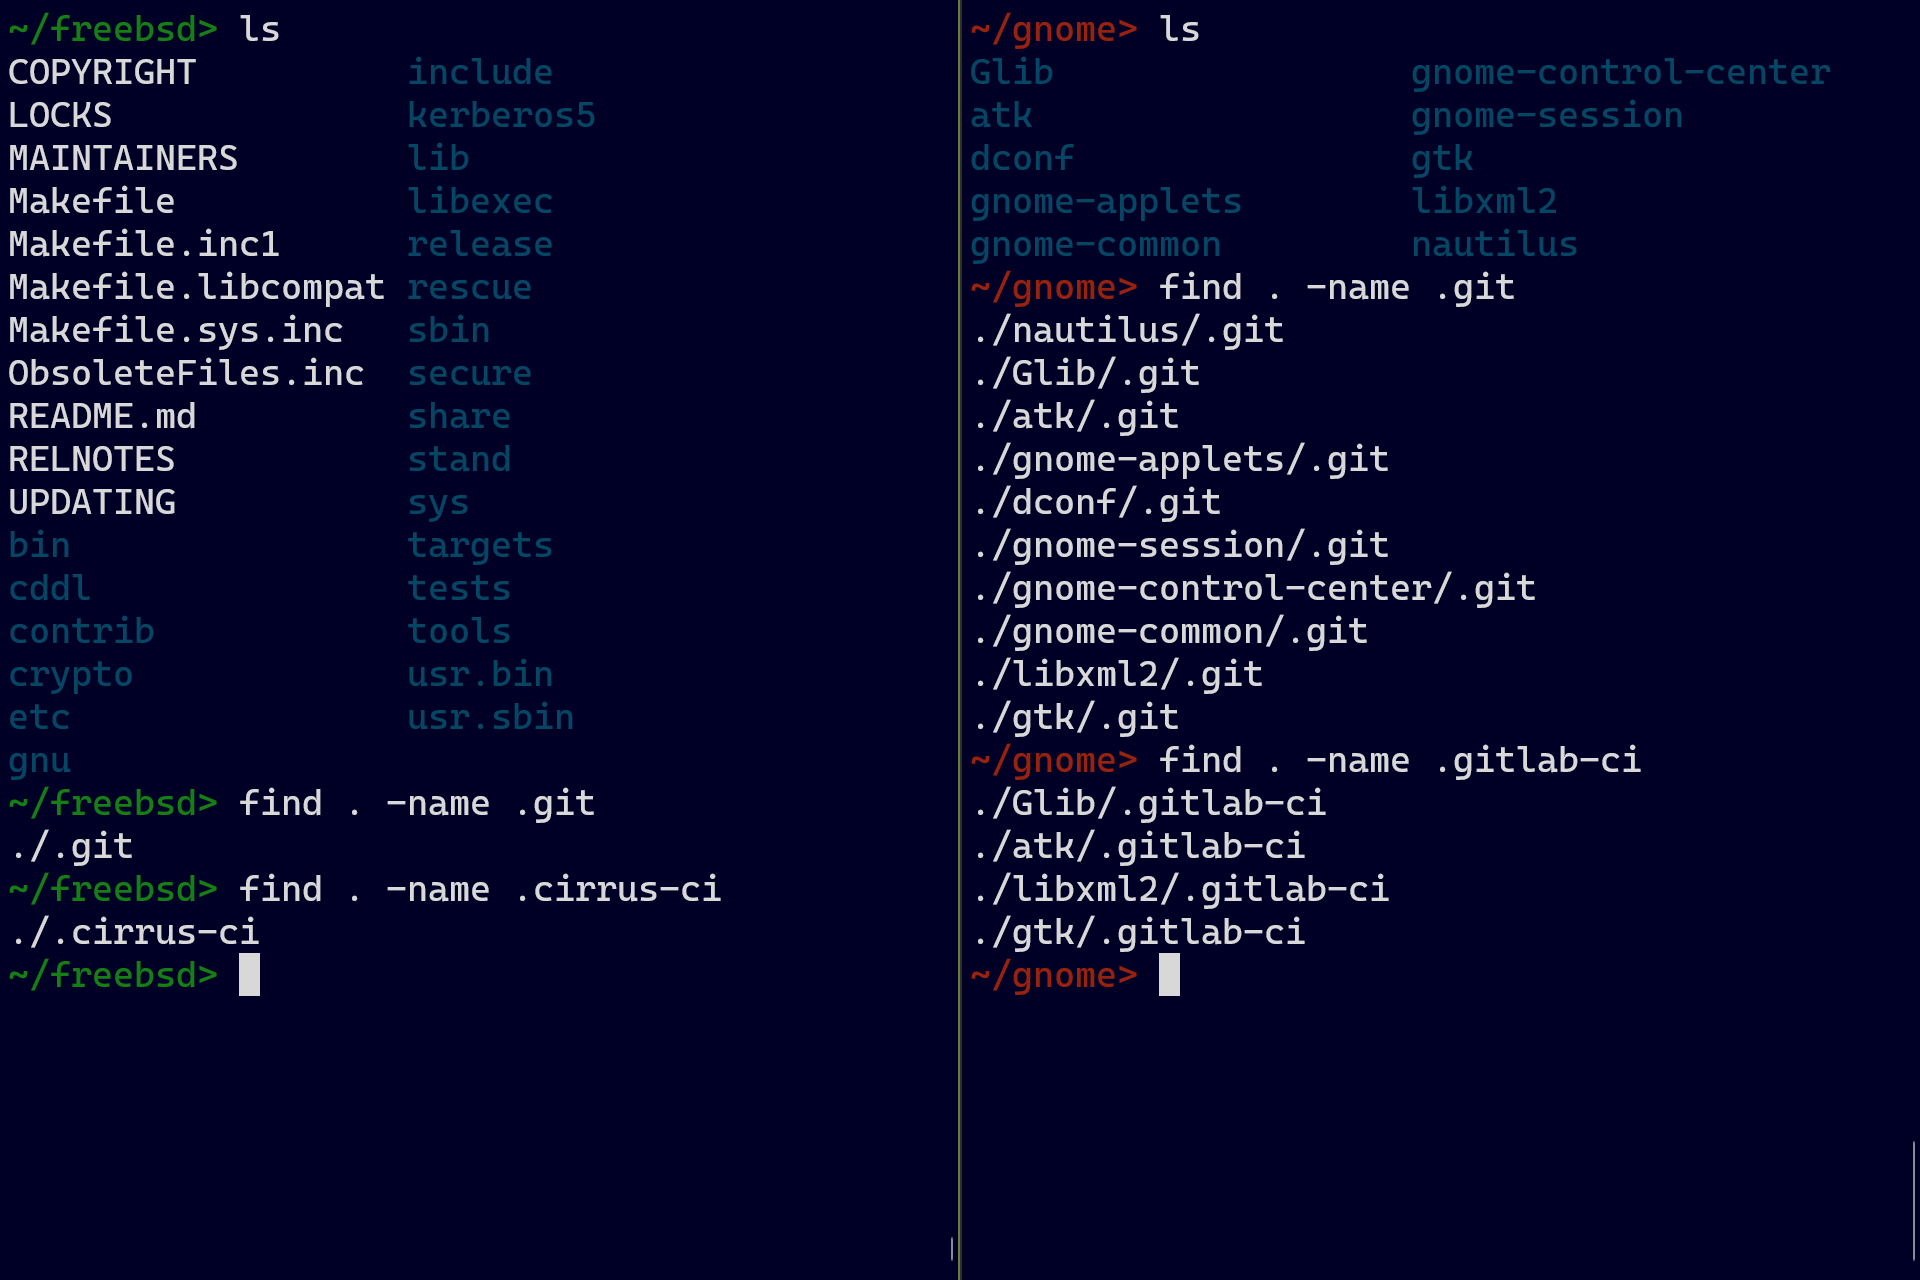 ~/freebsd> ls
COPYRIGHT include
LOCKS kerberos5
MAINTAINERS lib
Makefile libexec
Makefile.inc1 release
Makefile.libcompat rescue
Makefile.sys.inc sbin
ObsoleteFiles.inc secure
README.md share
RELNOTES stand
UPDATING sys
bin targets
cddl tests
contrib tools
crypto usr.bin
etc usr.sbin
gnu
~/freebsd> find . -name .git
./.git
~/freebsd> find . -name .cirrus-ci
./.cirrus-ci
~/freebsd>
~/gnome> ls
Glib gnome-control-center
atk gnome-session
dconf gtk
gnome-applets libxml2
gnome-common nautilus
~/gnome> find . -name .git
./nautilus/.git
./Glib/.git
./atk/.git
./gnome-applets/.git
./dconf/.git
./gnome-session/.git
./gnome-control-center/.git
./gnome-common/.git
./libxml2/.git
./gtk/.git
~/gnome> find . -name .gitlab-ci
./Glib/.gitlab-ci
./atk/.gitlab-ci
./libxml2/.gitlab-ci
./gtk/.gitlab-ci
~/gnome>